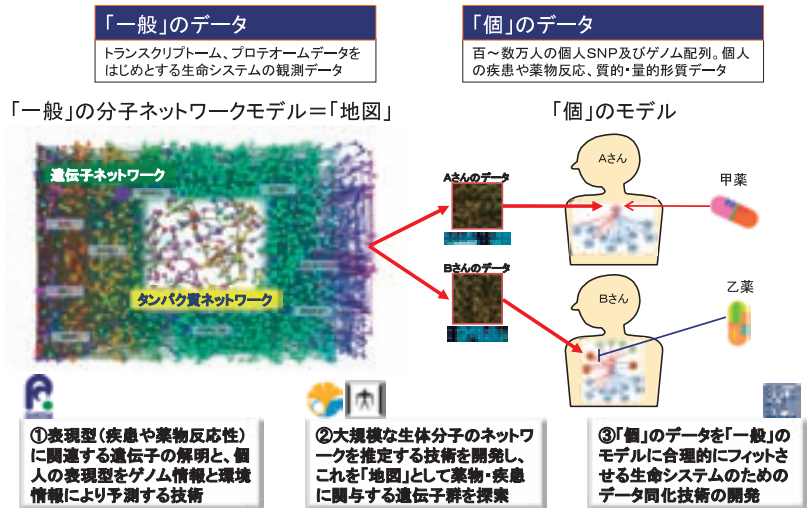 「一般」のデータ
トランスクリプトーム、プロテオームデータを
はじめとする生命システムの観測データ
「個」のデータ
百～数万人の個人SNP及びゲノム配列。個人
の疾患や薬物反応、質的・量的形質データ
「一般」の分子ネットワークモデル＝「地図」
「個」のモデル
遺伝子ネットワーク
タンパク質ネットワーク
Aさんのデータ
Aさん
甲薬
Bさんのデータ
Bさん
乙薬
①表現型（疾患や薬物反応性）
に関連する遺伝子の解明と、個
人の表現型をゲノム情報と環境
情報により予測する技術
②大規模な生体分子のネットワ
ークを推定する技術を開発し、
これを「地図」として薬物・疾患
に関与する遺伝子群を探索
③「個」のデータを「一般」の
モデルに合理的にフィット
させる生命システムのための
データ同化技術の開発